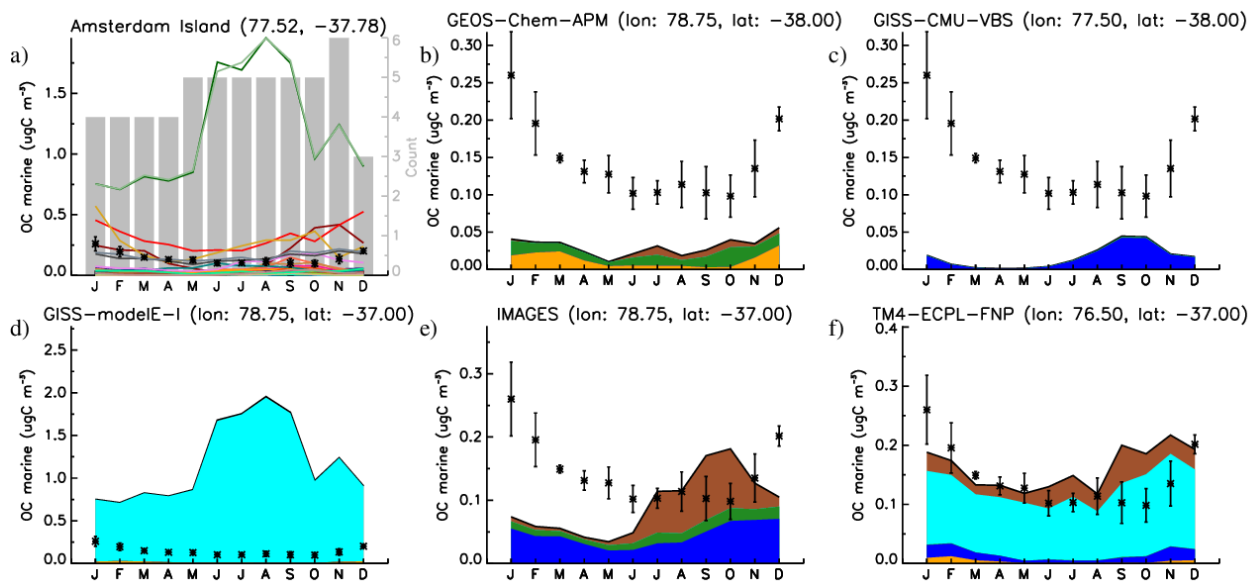 a)
Amsterdam Island (77.52, −37.78)
OC marine (ugC m⁻³)
1.5
1.0
0.5
0.0
6
5
4
3
2
1
0
Count
J F M A M J J A S O N D
b)
GEOS−Chem−APM (lon: 78.75, lat: −38.00)
OC marine (ugC m⁻³)
0.30
0.25
0.20
0.15
0.10
0.05
0.00
J F M A M J J A S O N D
c)
GISS−CMU−VBS (lon: 77.50, lat: −38.00)
OC marine (ugC m⁻³)
0.30
0.25
0.20
0.15
0.10
0.05
0.00
J F M A M J J A S O N D
d)
GISS−modelE−I (lon: 78.75, lat: −37.00)
OC marine (ugC m⁻³)
2.5
2.0
1.5
1.0
0.5
0.0
J F M A M J J A S O N D
e)
IMAGES (lon: 78.75, lat: −37.00)
OC marine (ugC m⁻³)
0.3
0.2
0.1
0.0
J F M A M J J A S O N D
f)
TM4−ECPL−FNP (lon: 76.50, lat: −37.00)
OC marine (ugC m⁻³)
0.4
0.3
0.2
0.1
0.0
J F M A M J J A S O N D